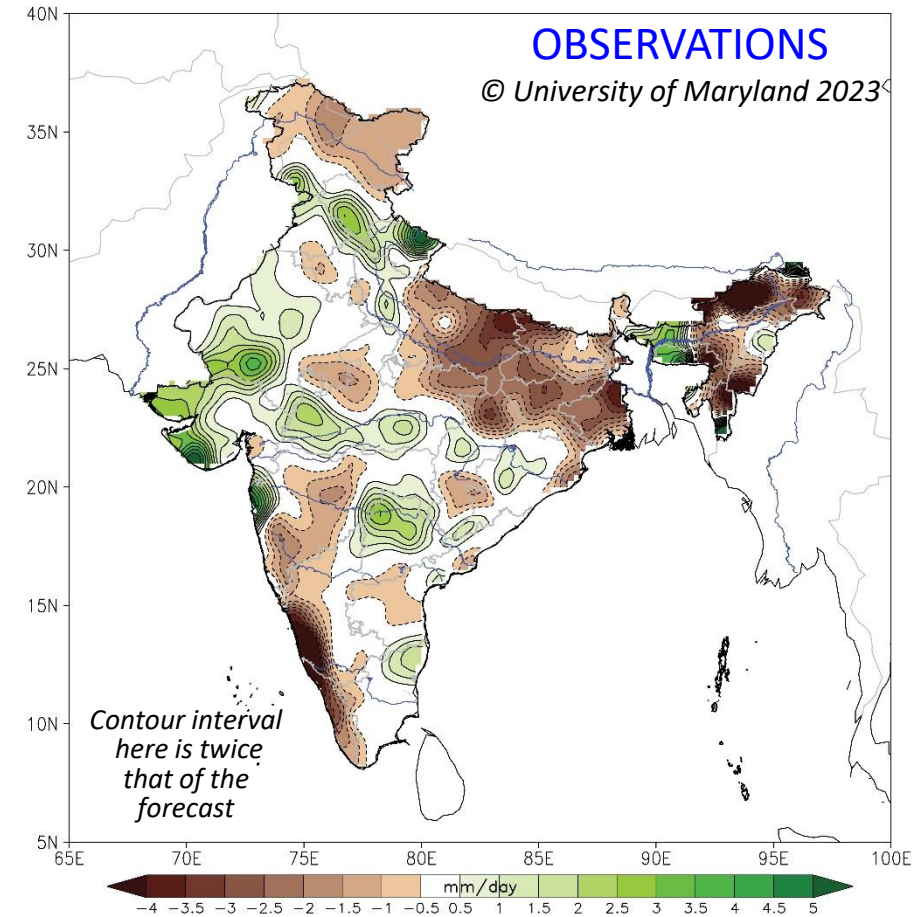 40N
OBSERVATIONS
© University of Maryland 2023
35N
30N
25N
20N
15N
10N
Contour interval
here is twice
that of the
forecast
5N
65E 70E 75E 80E 85E 90E 95E 100E
mm/day
-4 -3.5 -3 -2.5 -2 -1.5 -1 -0.5 0.5 1 1.5 2 2.5 3 3.5 4 4.5 5